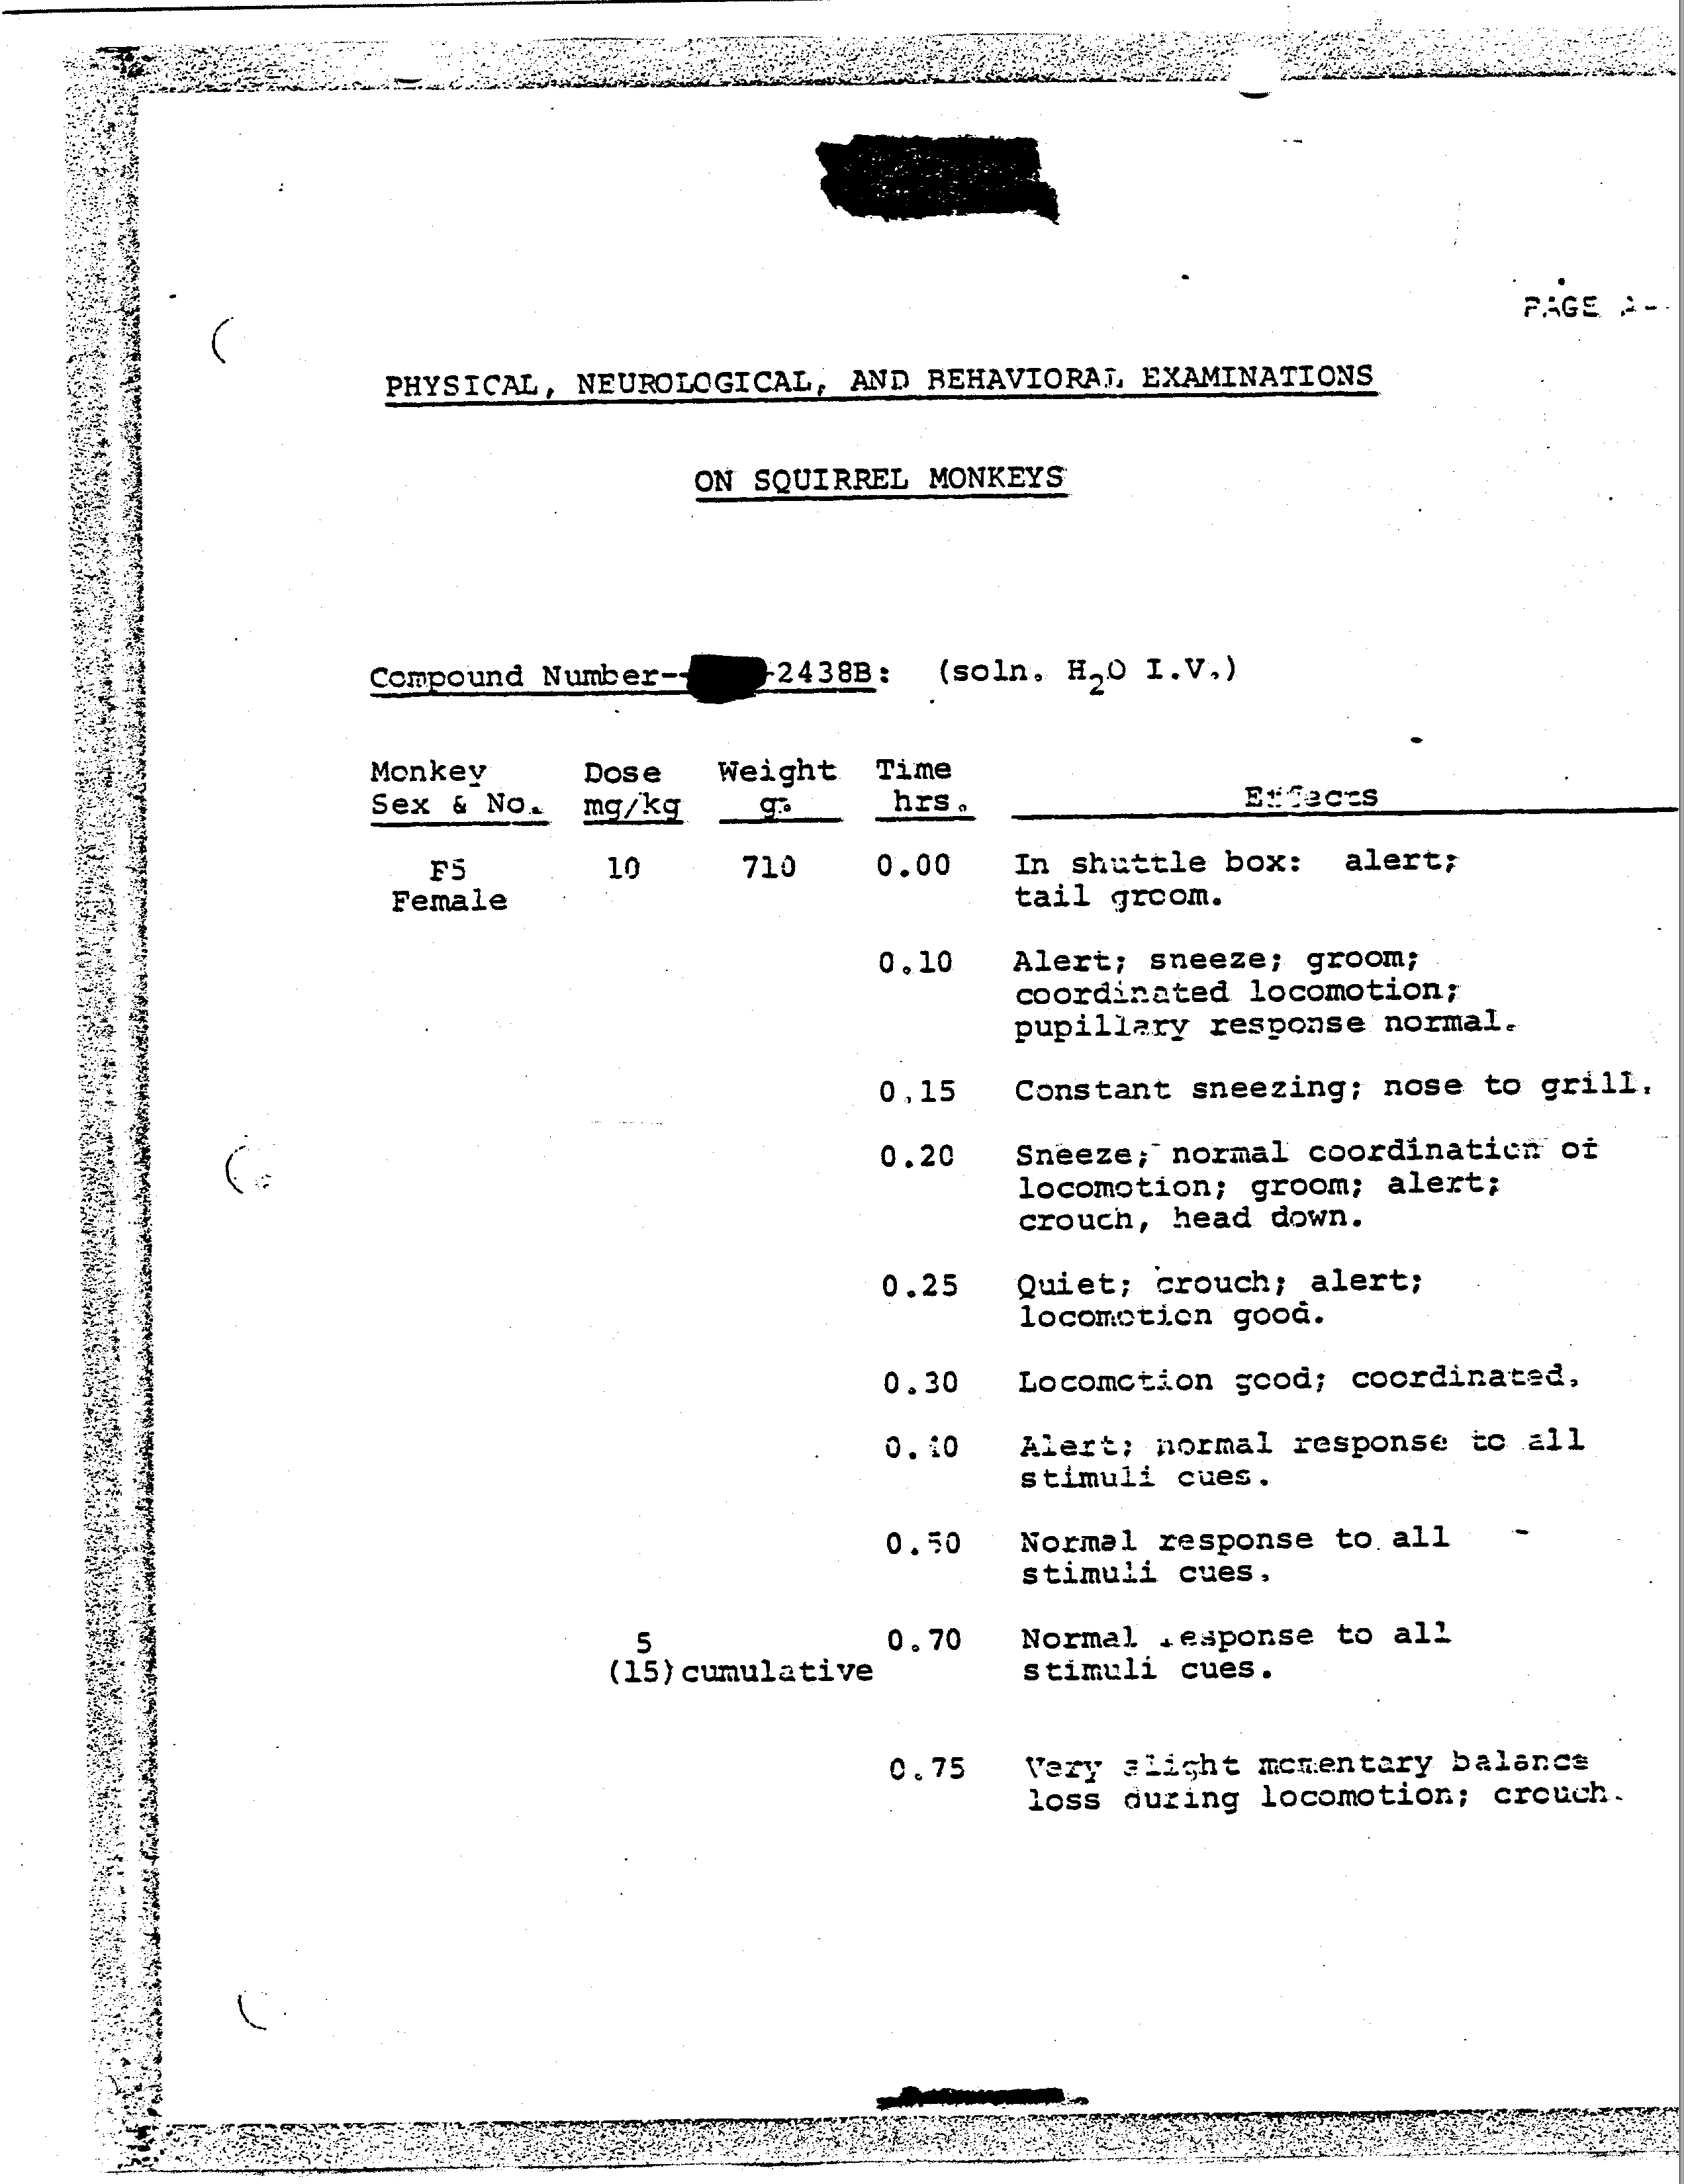 PAGE
PHYSICAL, NEUROLOGICAL, AND BEHAVIORAL EXAMINATIONS
ON SQUIRREL MONKEYS
Compound Number-- -2438B: (soln. H2O I.V.)
Monkey Dose Weight Time
Sex & No. mg/kg g. hrs. Effects
F5 10 710 0.00 In shuttle box: alert;
Female tail groom.
0.10 Alert; sneeze; groom;
coordinated locomotion;
pupillary response normal.
0.15 Constant sneezing; nose to grill.
0.20 Sneeze; normal coordination of
locomotion; groom; alert;
crouch, head down.
0.25 Quiet; crouch; alert;
locomotion good.
0.30 Locomotion good; coordinated.
0.40 Alert; normal response to all
stimuli cues.
0.50 Normal response to all
stimuli cues.
5 0.70 Normal response to all
(15)cumulative stimuli cues.
0.75 Very slight momentary balance
loss during locomotion; crouch.